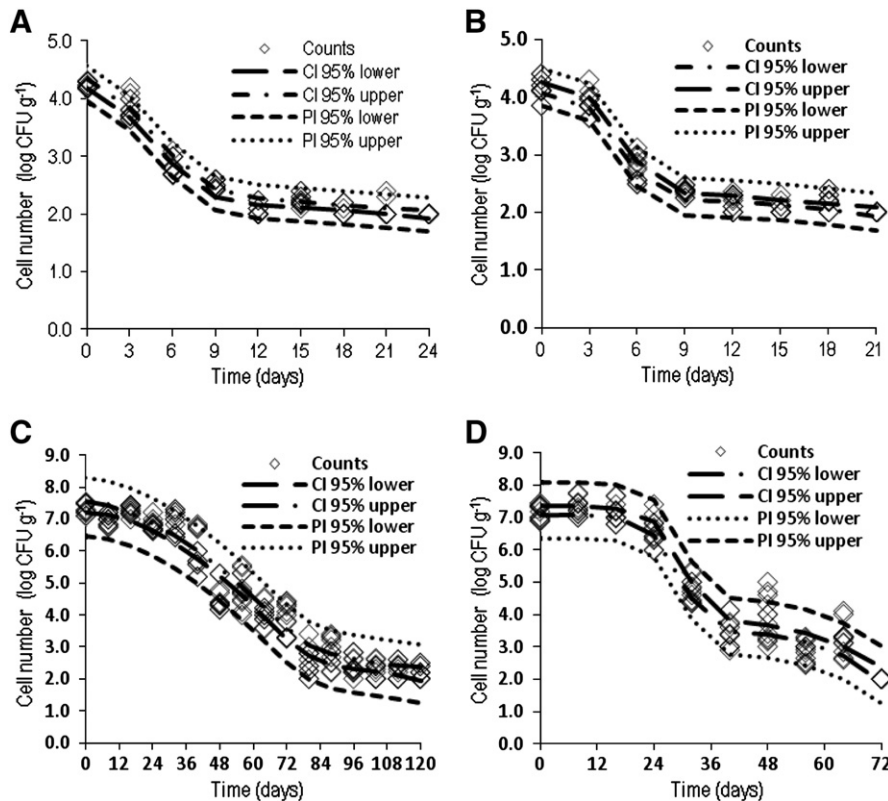 A
Cell number (log CFU g⁻¹)
5.0
4.0
3.0
2.0
1.0
0.0
0 3 6 9 12 15 18 21 24
Time (days)
Counts
CI 95% lower
CI 95% upper
PI 95% lower
PI 95% upper
B
Cell number (log CFU g⁻¹)
5.0
4.0
3.0
2.0
1.0
0.0
0 3 6 9 12 15 18 21
Time (days)
Counts
CI 95% lower
CI 95% upper
PI 95% lower
PI 95% upper
C
Cell number (log CFU g⁻¹)
9.0
8.0
7.0
6.0
5.0
4.0
3.0
2.0
1.0
0.0
0 12 24 36 48 60 72 84 96 108 120
Time (days)
Counts
CI 95% lower
CI 95% upper
PI 95% lower
PI 95% upper
D
Cell number (log CFU g⁻¹)
9.0
8.0
7.0
6.0
5.0
4.0
3.0
2.0
1.0
0.0
0 12 24 36 48 60 72
Time (days)
Counts
CI 95% lower
CI 95% upper
PI 95% lower
PI 95% upper